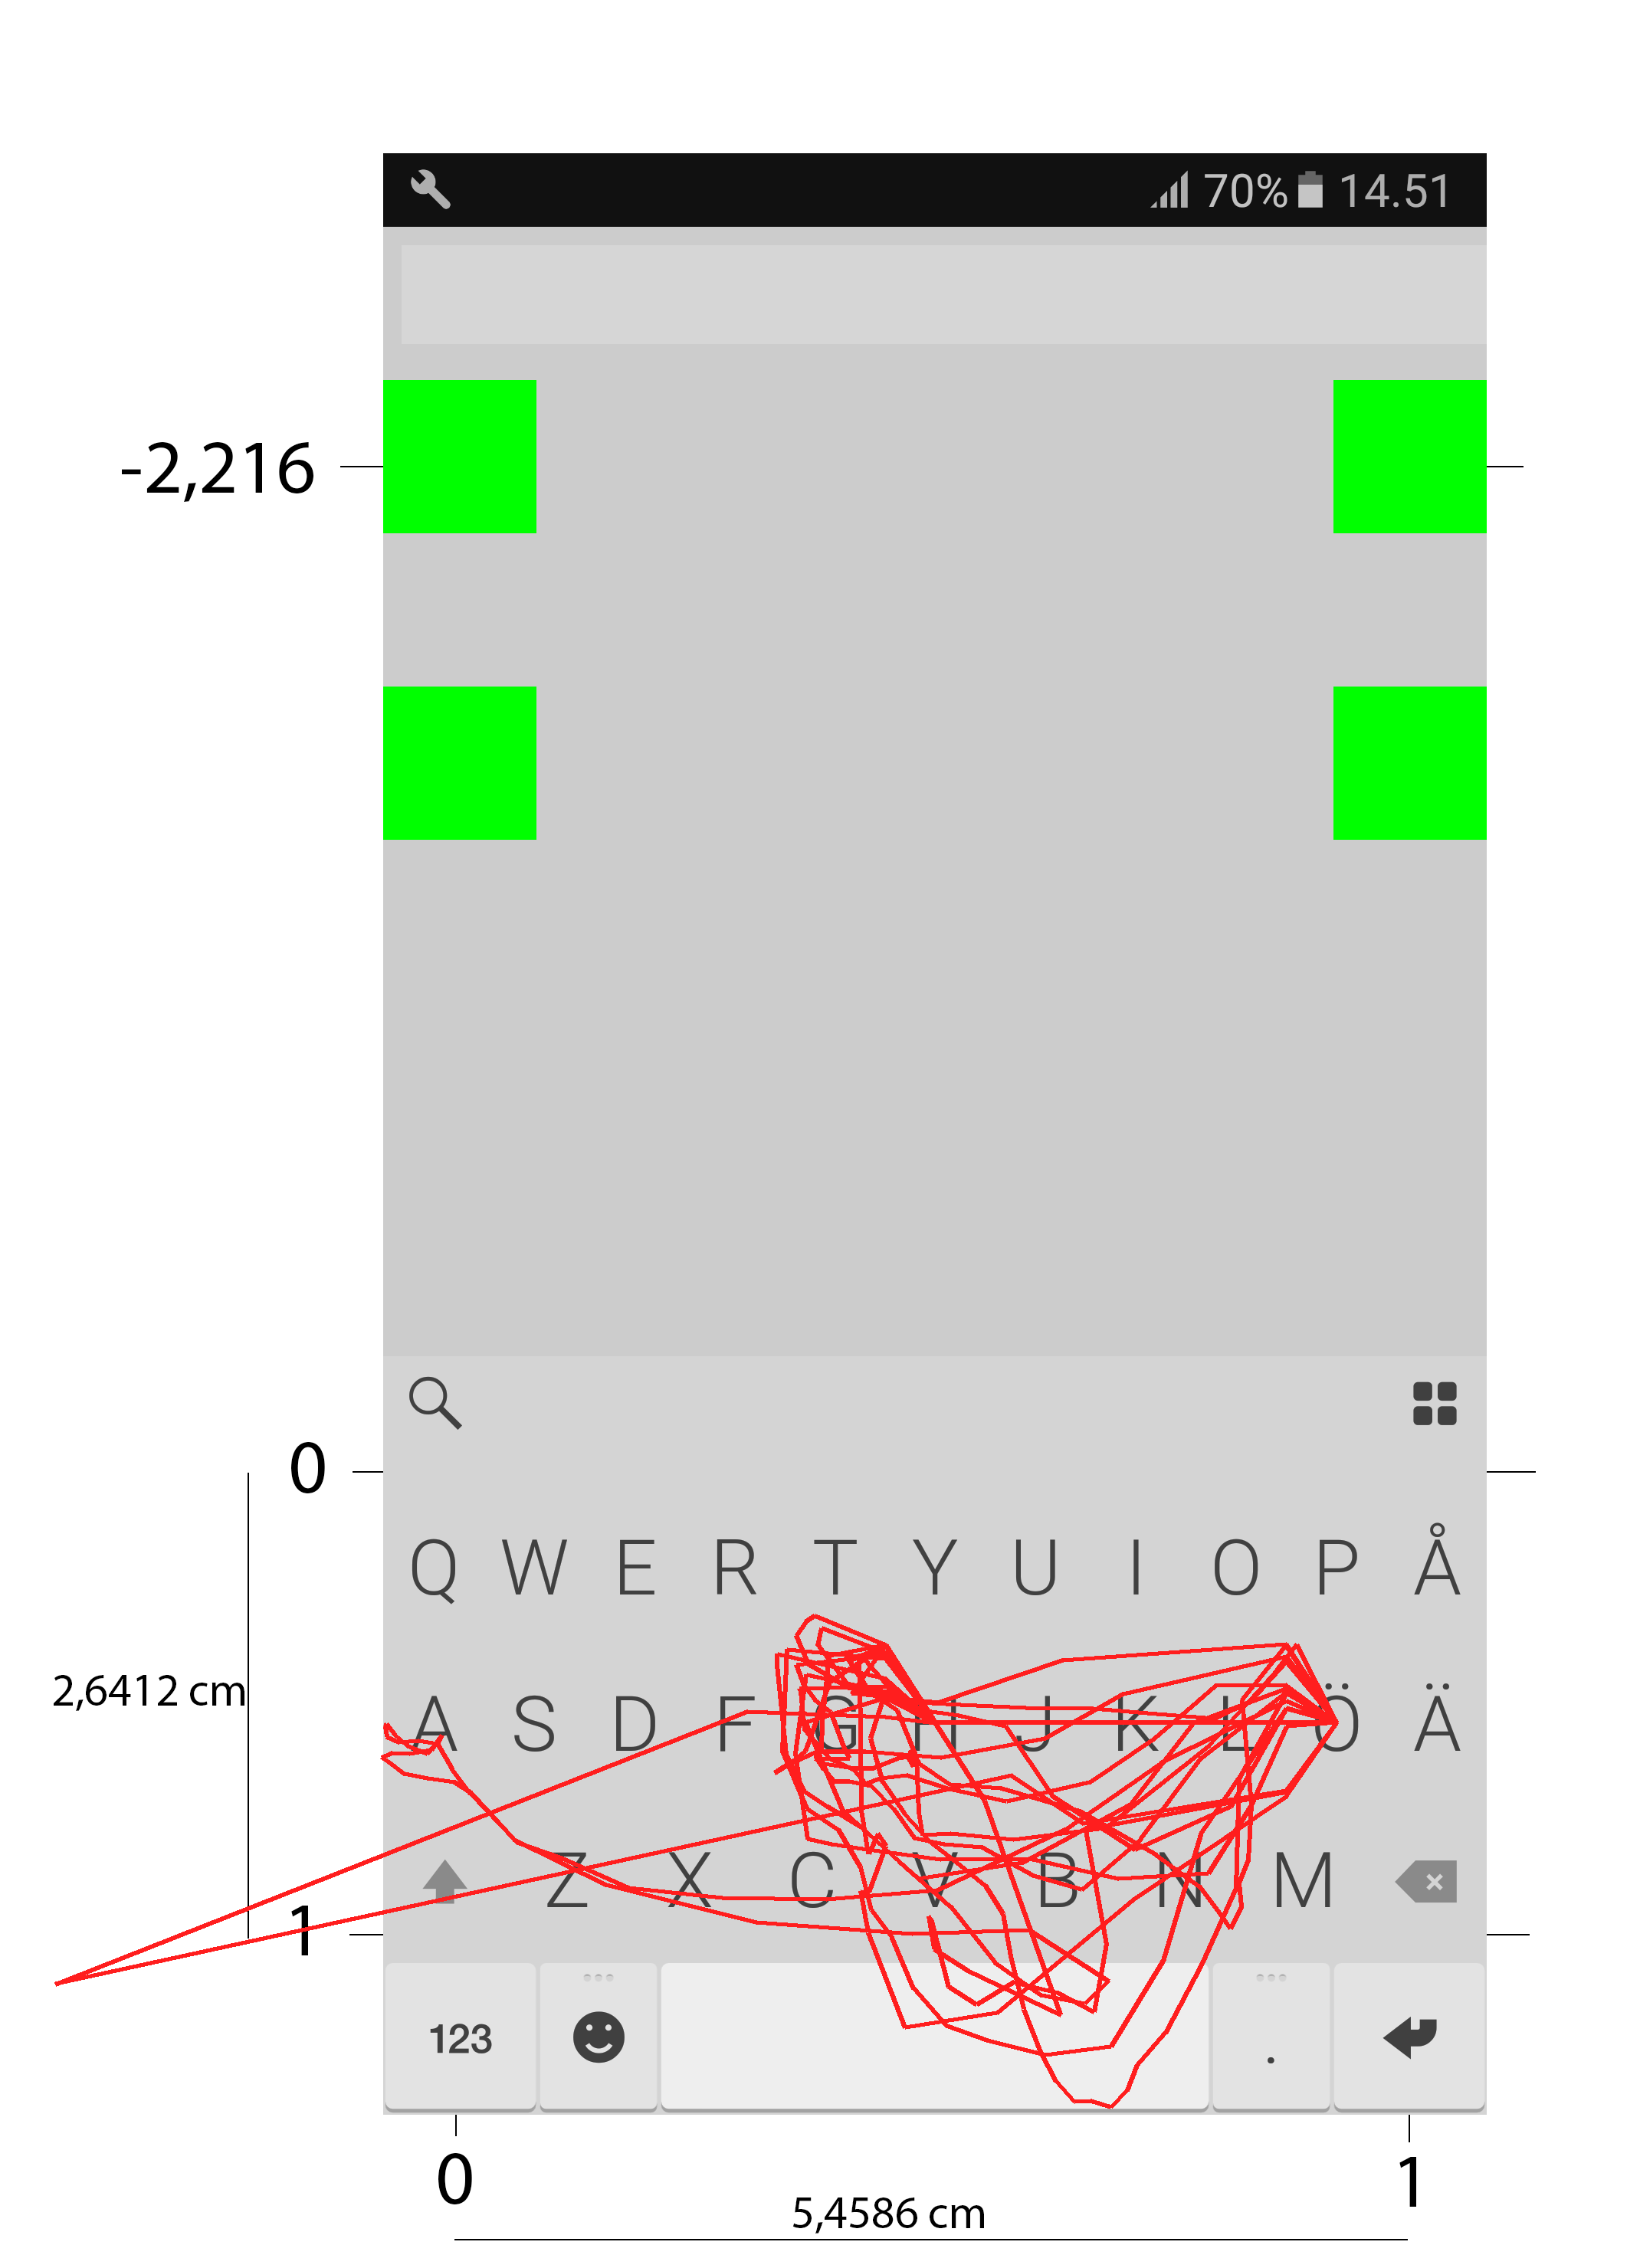 70% 14.51
-2,216
0
Q W E R T Y U I O P Å
2,6412 cm
A S D F G H J K L Ö Ä
Z X C V B N M
1
123 .
0 1
5,4586 cm